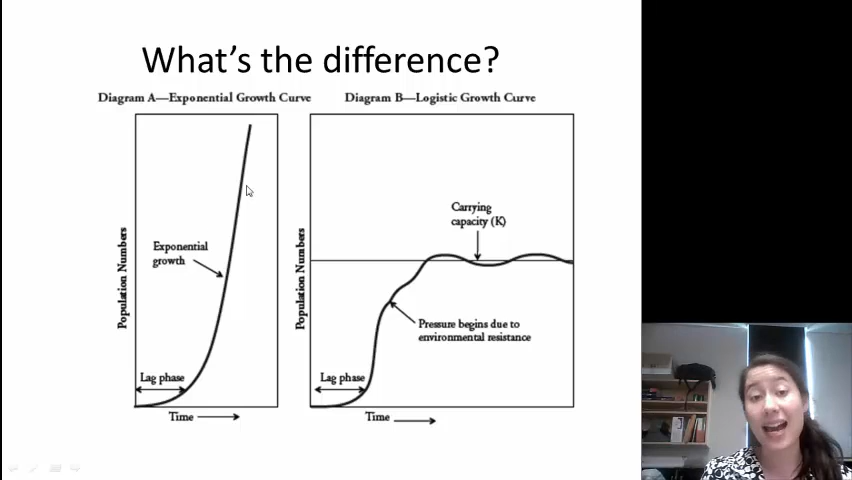 What's the difference?
Diagram A—Exponential Growth Curve
Population Numbers
Exponential
growth
Lag phase
Time
Diagram B—Logistic Growth Curve
Population Numbers
Carrying
capacity (K)
Pressure begins due to
environmental resistance
Lag phase
Time